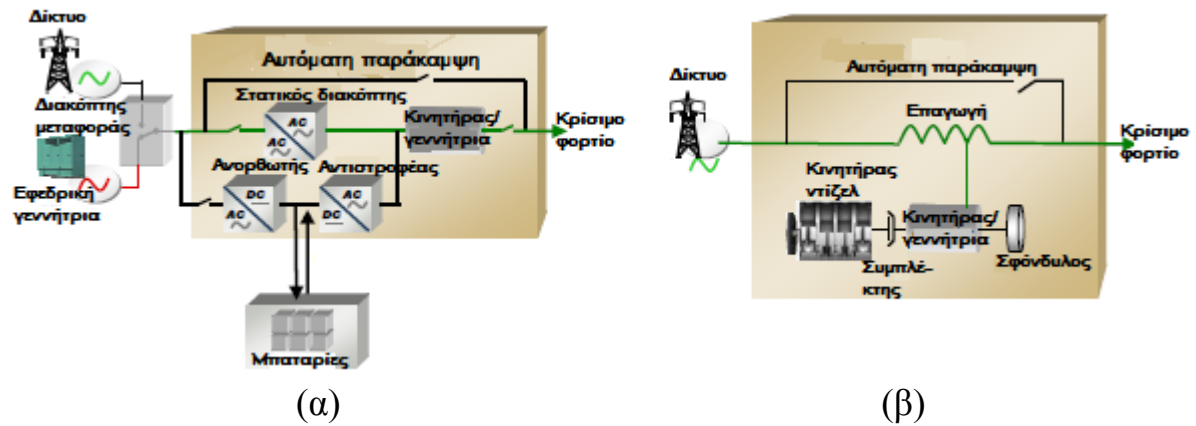 Δίκτυο
Αυτόματη παράκαμψη
Στατικός διακόπτης
AC
AC
Κινητήρας/
γεννήτρια
Κρίσιμο
φορτίο
Διακόπτης
μεταφοράς
Ανορθωτής
Αντιστροφέας
DC
AC
AC
DC
Εφεδρική
γεννήτρια
Μπαταρίες
(α)
Δίκτυο
Αυτόματη παράκαμψη
Επαγωγή
Κρίσιμο
φορτίο
Κινητήρας
ντίζελ
Κινητήρας/
γεννήτρια
Συμπλέ-
κτης
Σφόνδυλος
(β)